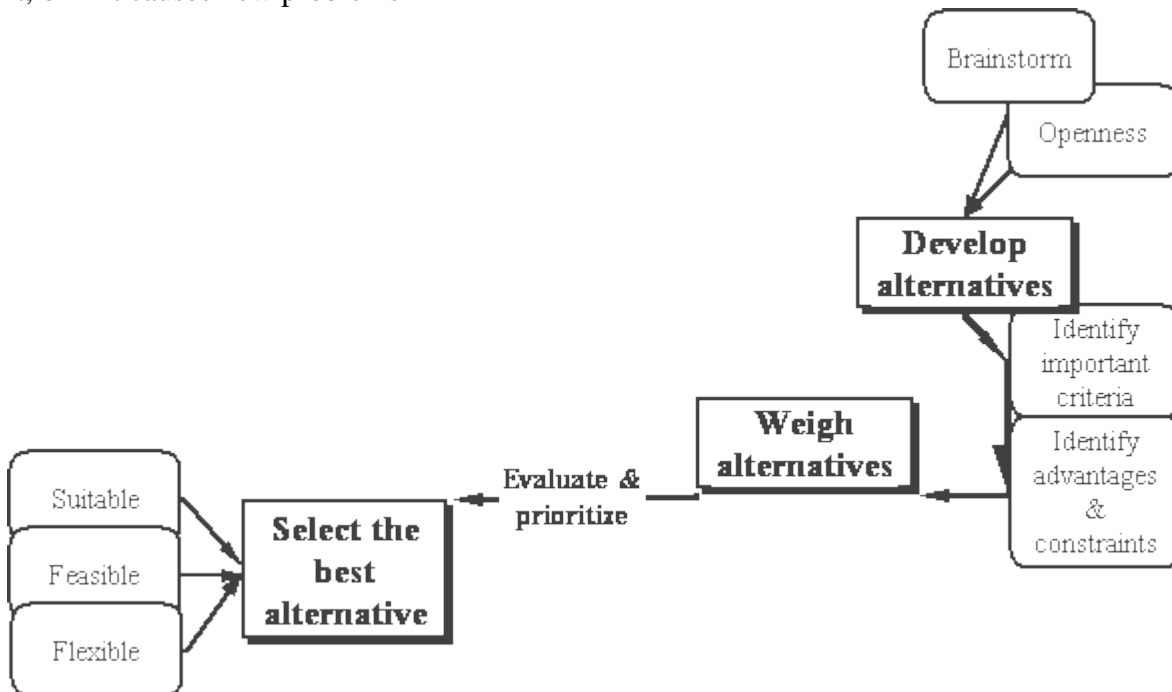 Brainstorm
Openness
Develop
alternatives
Identify
important
criteria
Identify
advantages
&
constraints
Weigh
alternatives
Evaluate &
prioritize
Select the
best
alternative
Suitable
Feasible
Flexible